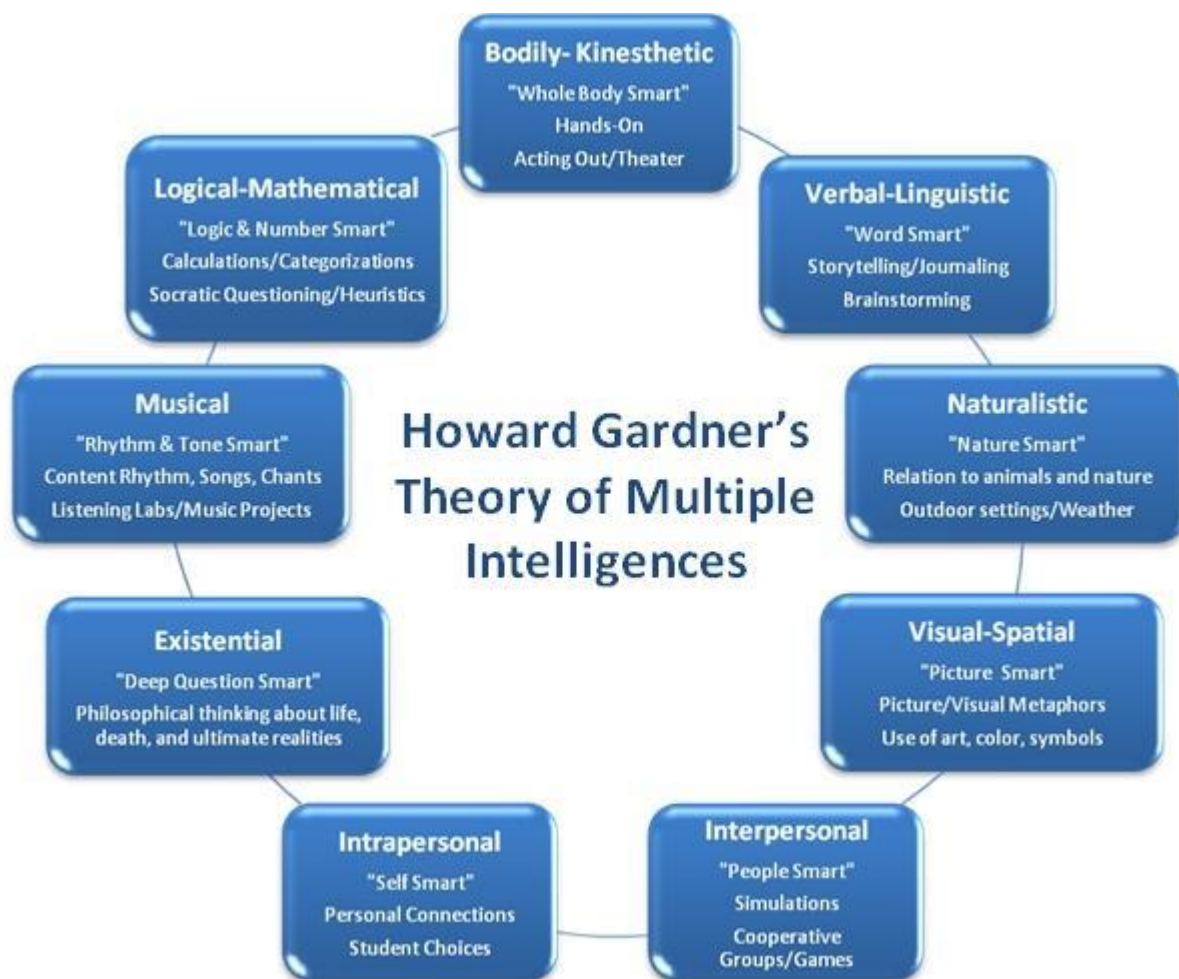 Bodily- Kinesthetic
"Whole Body Smart"
Hands-On
Acting Out/Theater
Verbal-Linguistic
"Word Smart"
Storytelling/Journaling
Brainstorming
Naturalistic
"Nature Smart"
Relation to animals and nature
Outdoor settings/Weather
Visual-Spatial
"Picture Smart"
Picture/Visual Metaphors
Use of art, color, symbols
Interpersonal
"People Smart"
Simulations
Cooperative
Groups/Games
Intrapersonal
"Self Smart"
Personal Connections
Student Choices
Existential
"Deep Question Smart"
Philosophical thinking about life,
death, and ultimate realities
Musical
"Rhythm & Tone Smart"
Content Rhythm, Songs, Chants
Listening Labs/Music Projects
Logical-Mathematical
"Logic & Number Smart"
Calculations/Categorizations
Socratic Questioning/Heuristics
Howard Gardner’s
Theory of Multiple
Intelligences